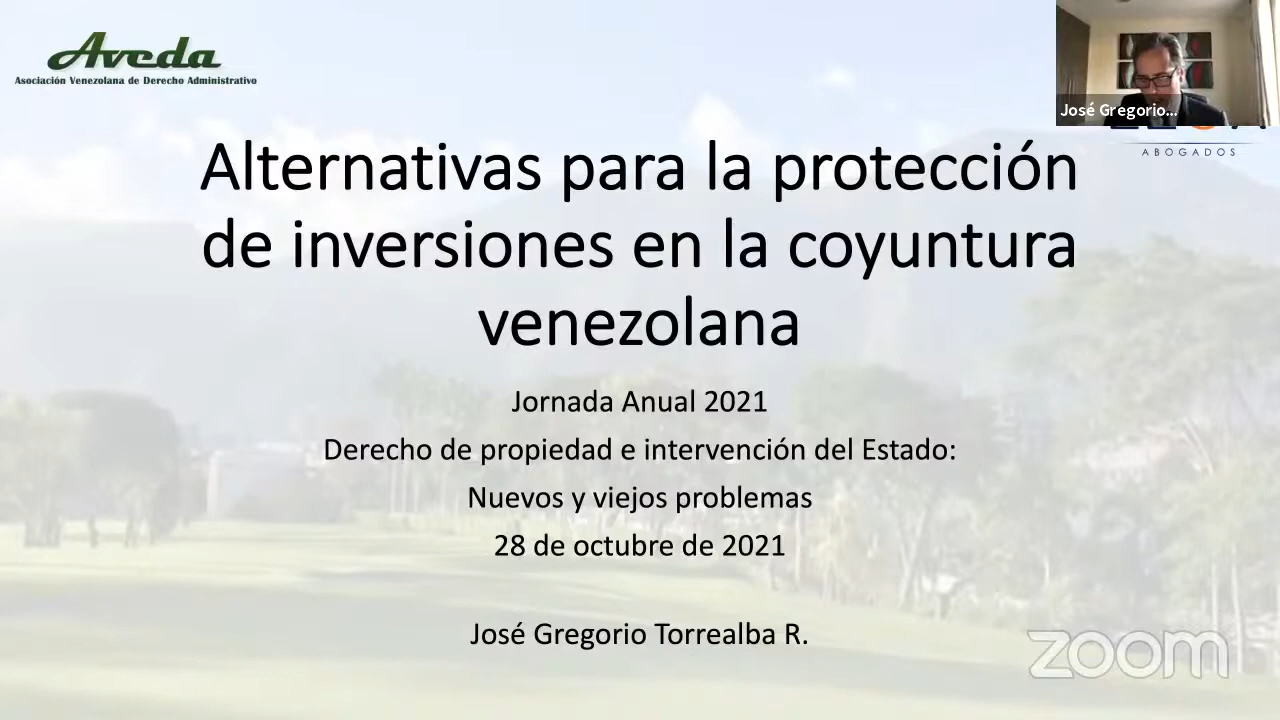 Aveda
Asociación Venezolana de Derecho Administrativo
José Gregorio...
ABOGADOS
Alternativas para la protección
de inversiones en la coyuntura
venezolana
Jornada Anual 2021
Derecho de propiedad e intervención del Estado:
Nuevos y viejos problemas
28 de octubre de 2021
José Gregorio Torrealba R.
zoom